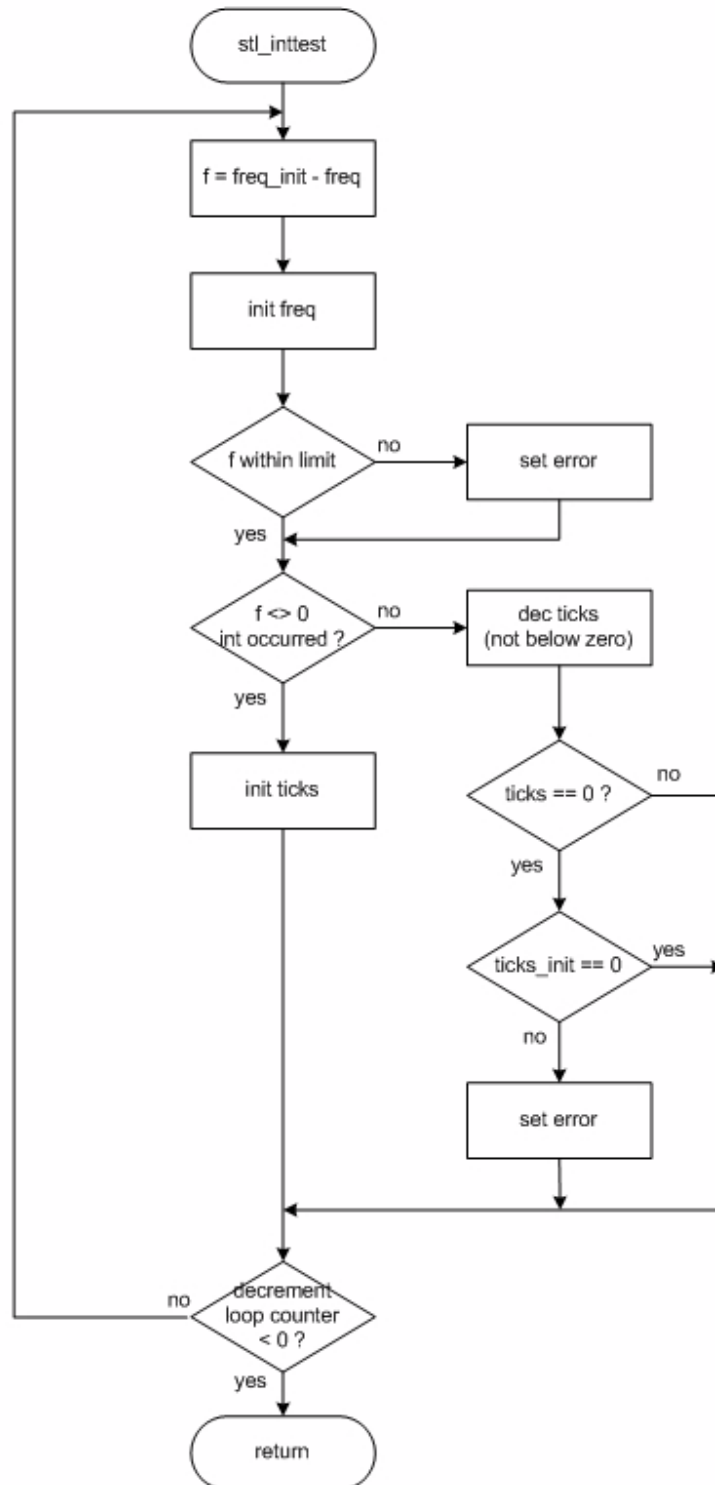 stl_inttest
f = freq_init - freq
init freq
f within limit
no
set error
yes
f <> 0
int occurred ?
no
dec ticks
(not below zero)
yes
init ticks
ticks == 0 ?
no
yes
ticks_init == 0
yes
no
set error
decrement
loop counter
< 0 ?
no
yes
return